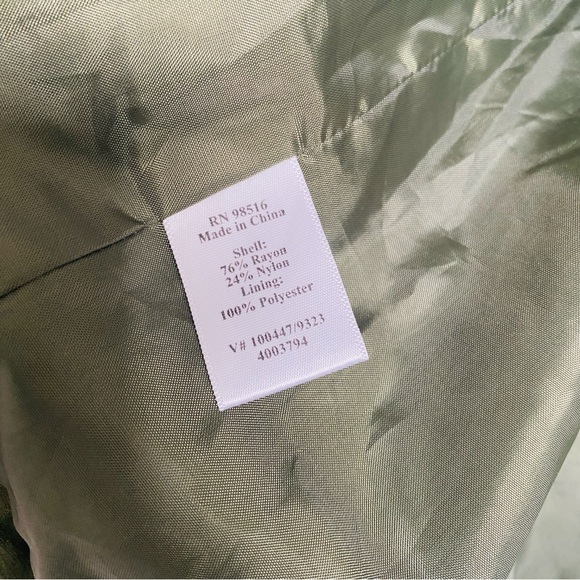 RN 98516
Made in China
Shell:
76% Rayon
24% Nylon
Lining:
100% Polyester
V# 100447/9323
4003794